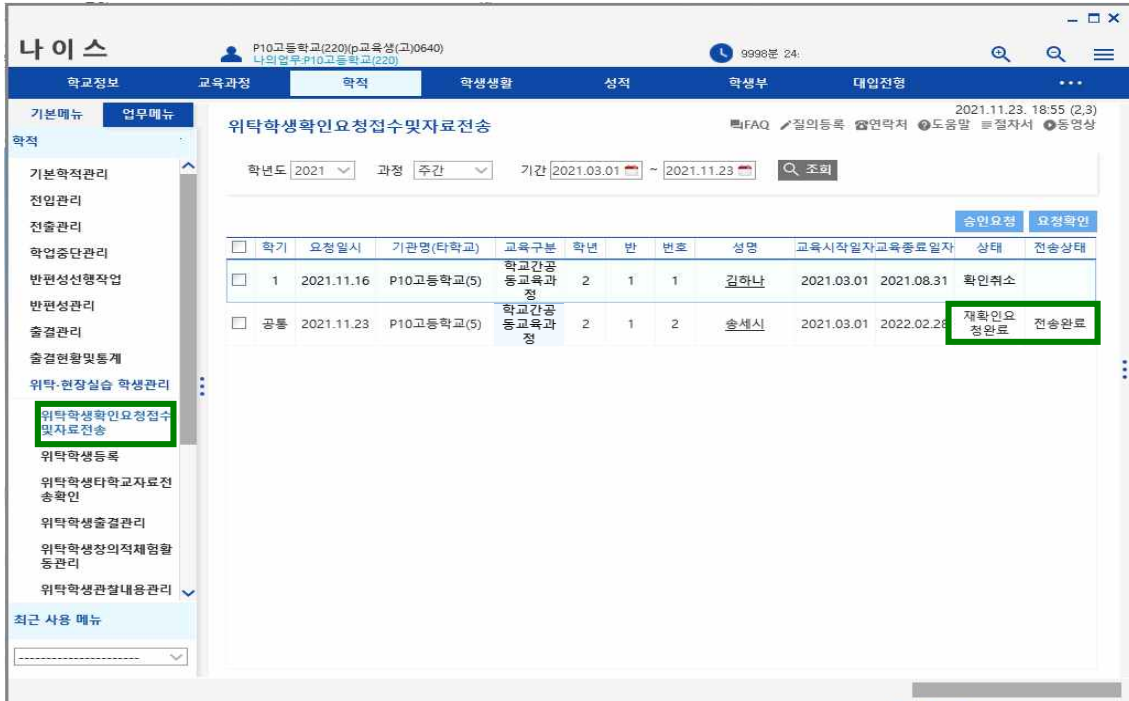 나이스
P10고등학교(220)(p교육생(고)0640)
나의업무:P10고등학교(220)
9998분 24:
학교정보 교육과정 학적 학생생활 성적 학생부 대입전형 •••
기본메뉴 업무메뉴
학적
기본학적관리
전입관리
전출관리
학업중단관리
반편성선행작업
반편성관리
출결관리
출결현황및통계
위탁·현장실습 학생관리
위탁학생확인요청접수
및자료전송
위탁학생등록
위탁학생타학교자료전
송확인
위탁학생출결관리
위탁학생창의적체험활
동관리
위탁학생관찰내용관리
최근 사용 메뉴
----------------------
2021.11.23. 18:55 (2,3)
위탁학생확인요청접수및자료전송
FAQ 질의등록 연락처 도움말 절차서 동영상
학년도 2021 과정 주간 기간 2021.03.01 ~ 2021.11.23 조회
승인요청 요청확인
학기 요청일시 기관명(타학교) 교육구분 학년 반 번호 성명 교육시작일자 교육종료일자 상태 전송상태
1 2021.11.16 P10고등학교(5) 학교간공동교육과정 2 1 1 김하나 2021.03.01 2021.08.31 확인취소
공통 2021.11.23 P10고등학교(5) 학교간공동교육과정 2 1 2 송세시 2021.03.01 2022.02.28 재확인요청완료 전송완료